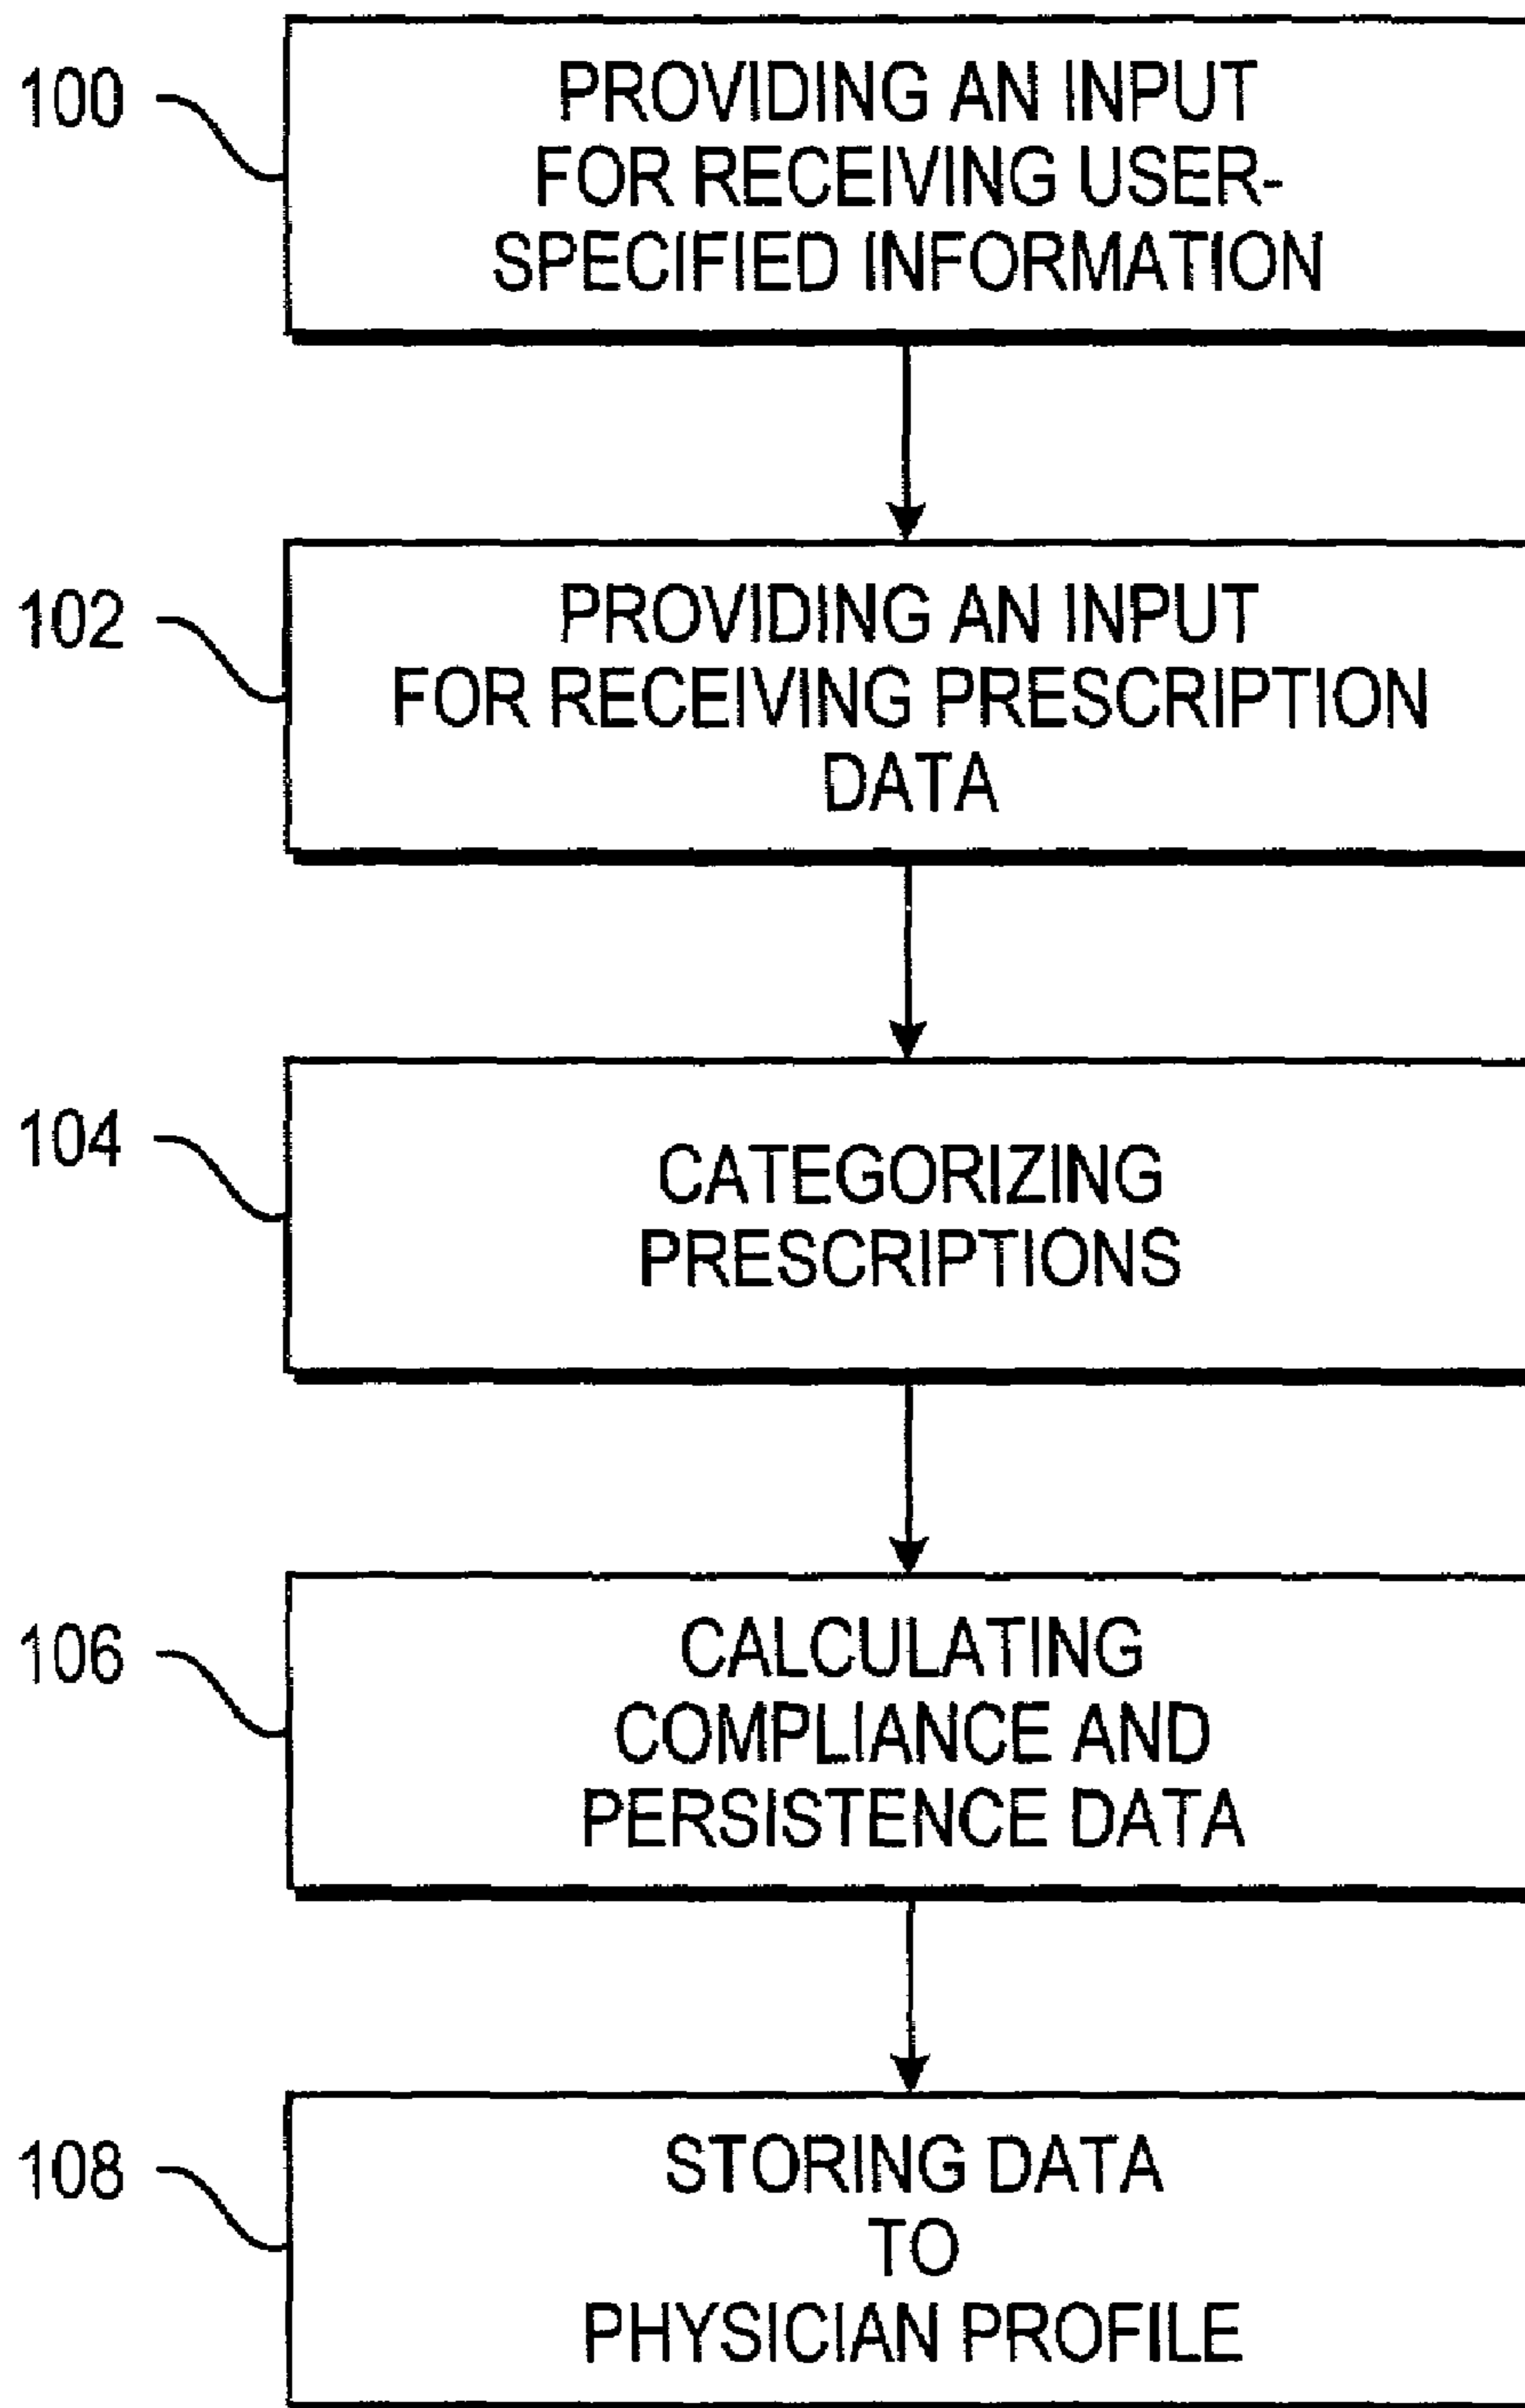 100
PROVIDING AN INPUT
FOR RECEIVING USER-
SPECIFIED INFORMATION
102
PROVIDING AN INPUT
FOR RECEIVING PRESCRIPTION
DATA
104
CATEGORIZING
PRESCRIPTIONS
106
CALCULATING
COMPLIANCE AND
PERSISTENCE DATA
108
STORING DATA
TO
PHYSICIAN PROFILE